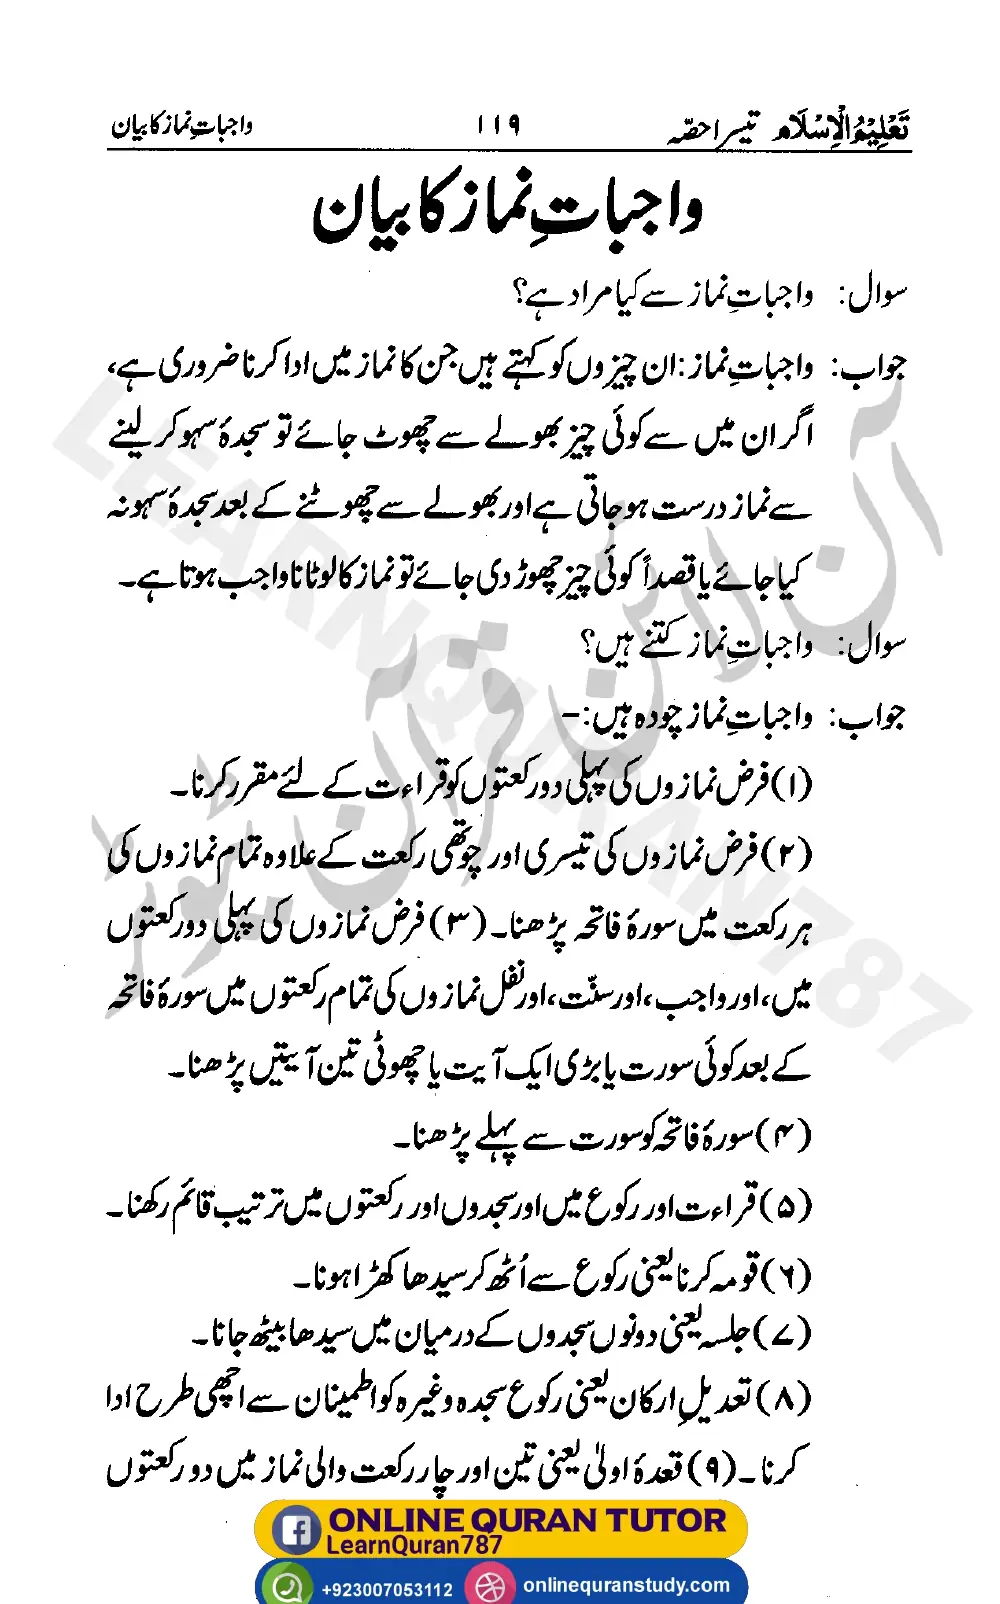 تَعْلِيمُ الْإِسْلَام تیسرا حصّہ ۱۱۹ واجباتِ نماز کا بیان
واجباتِ نماز کا بیان
سوال: واجباتِ نماز سے کیا مراد ہے؟
جواب: واجباتِ نماز: ان چیزوں کو کہتے ہیں جن کا نماز میں ادا کرنا ضروری ہے،
اگر ان میں سے کوئی چیز بھولے سے چھوٹ جائے تو سجدۂ سہو کر لینے
سے نماز درست ہو جاتی ہے اور بھولے سے چھوٹنے کے بعد سجدۂ سہو نہ
کیا جائے یا قصداً کوئی چیز چھوڑ دی جائے تو نماز کا لوٹانا واجب ہوتا ہے۔
سوال: واجباتِ نماز کتنے ہیں؟
جواب: واجباتِ نماز چودہ ہیں:–
(۱) فرض نمازوں کی پہلی دو رکعتوں کو قراءت کے لئے مقرر کرنا۔
(۲) فرض نمازوں کی تیسری اور چوتھی رکعت کے علاوہ تمام نمازوں کی
ہر رکعت میں سورۂ فاتحہ پڑھنا۔ (۳) فرض نمازوں کی پہلی دو رکعتوں
میں، اور واجب، اور سنّت، اور نفل نمازوں کی تمام رکعتوں میں سورۂ فاتحہ
کے بعد کوئی سورت یا بڑی ایک آیت یا چھوٹی تین آیتیں پڑھنا۔
(۴) سورۂ فاتحہ کو سورت سے پہلے پڑھنا۔
(۵) قراءت اور رکوع میں اور سجدوں اور رکعتوں میں ترتیب قائم رکھنا۔
(۶) قومہ کرنا یعنی رکوع سے اُٹھ کر سیدھا کھڑا ہونا۔
(۷) جلسہ یعنی دونوں سجدوں کے درمیان میں سیدھا بیٹھ جانا۔
(۸) تعدیلِ ارکان یعنی رکوع سجدہ وغیرہ کو اطمینان سے اچھی طرح ادا
کرنا۔ (۹) قعدۂ اولیٰ یعنی تین اور چار رکعت والی نماز میں دو رکعتوں
LEARNQURAN787
آن لائن قرآن ٹیوٹر
ONLINE QURAN TUTOR
LearnQuran787
+923007053112 onlinequranstudy.com